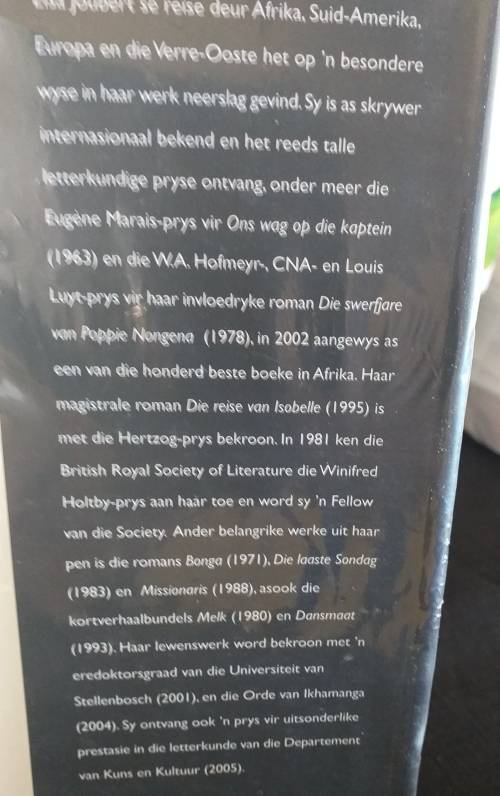 Elsa Joubert se reise deur Afrika, Suid-Amerika,
Europa en die Verre-Ooste het op 'n besondere
wyse in haar werk neerslag gevind. Sy is as skrywer
internasionaal bekend en het reeds talle
letterkundige pryse ontvang, onder meer die
Eugène Marais-prys vir Ons wag op die kaptein
(1963) en die W.A. Hofmeyr-, CNA- en Louis
Luyt-prys vir haar invloedryke roman Die swerfjare
van Poppie Nongena (1978), in 2002 aangewys as
een van die honderd beste boeke in Afrika. Haar
magistrale roman Die reise van Isobelle (1995) is
met die Hertzog-prys bekroon. In 1981 ken die
British Royal Society of Literature die Winifred
Holtby-prys aan haar toe en word sy 'n Fellow
van die Society. Ander belangrike werke uit haar
pen is die romans Bonga (1971), Die laaste Sondag
(1983) en Missionaris (1988), asook die
kortverhaalbundels Melk (1980) en Dansmaat
(1993). Haar lewenswerk word bekroon met 'n
eredoktorsgraad van die Universiteit van
Stellenbosch (2001), en die Orde van Ikhamanga
(2004). Sy ontvang ook 'n prys vir uitsonderlike
prestasie in die letterkunde van die Departement
van Kuns en Kultuur (2005).